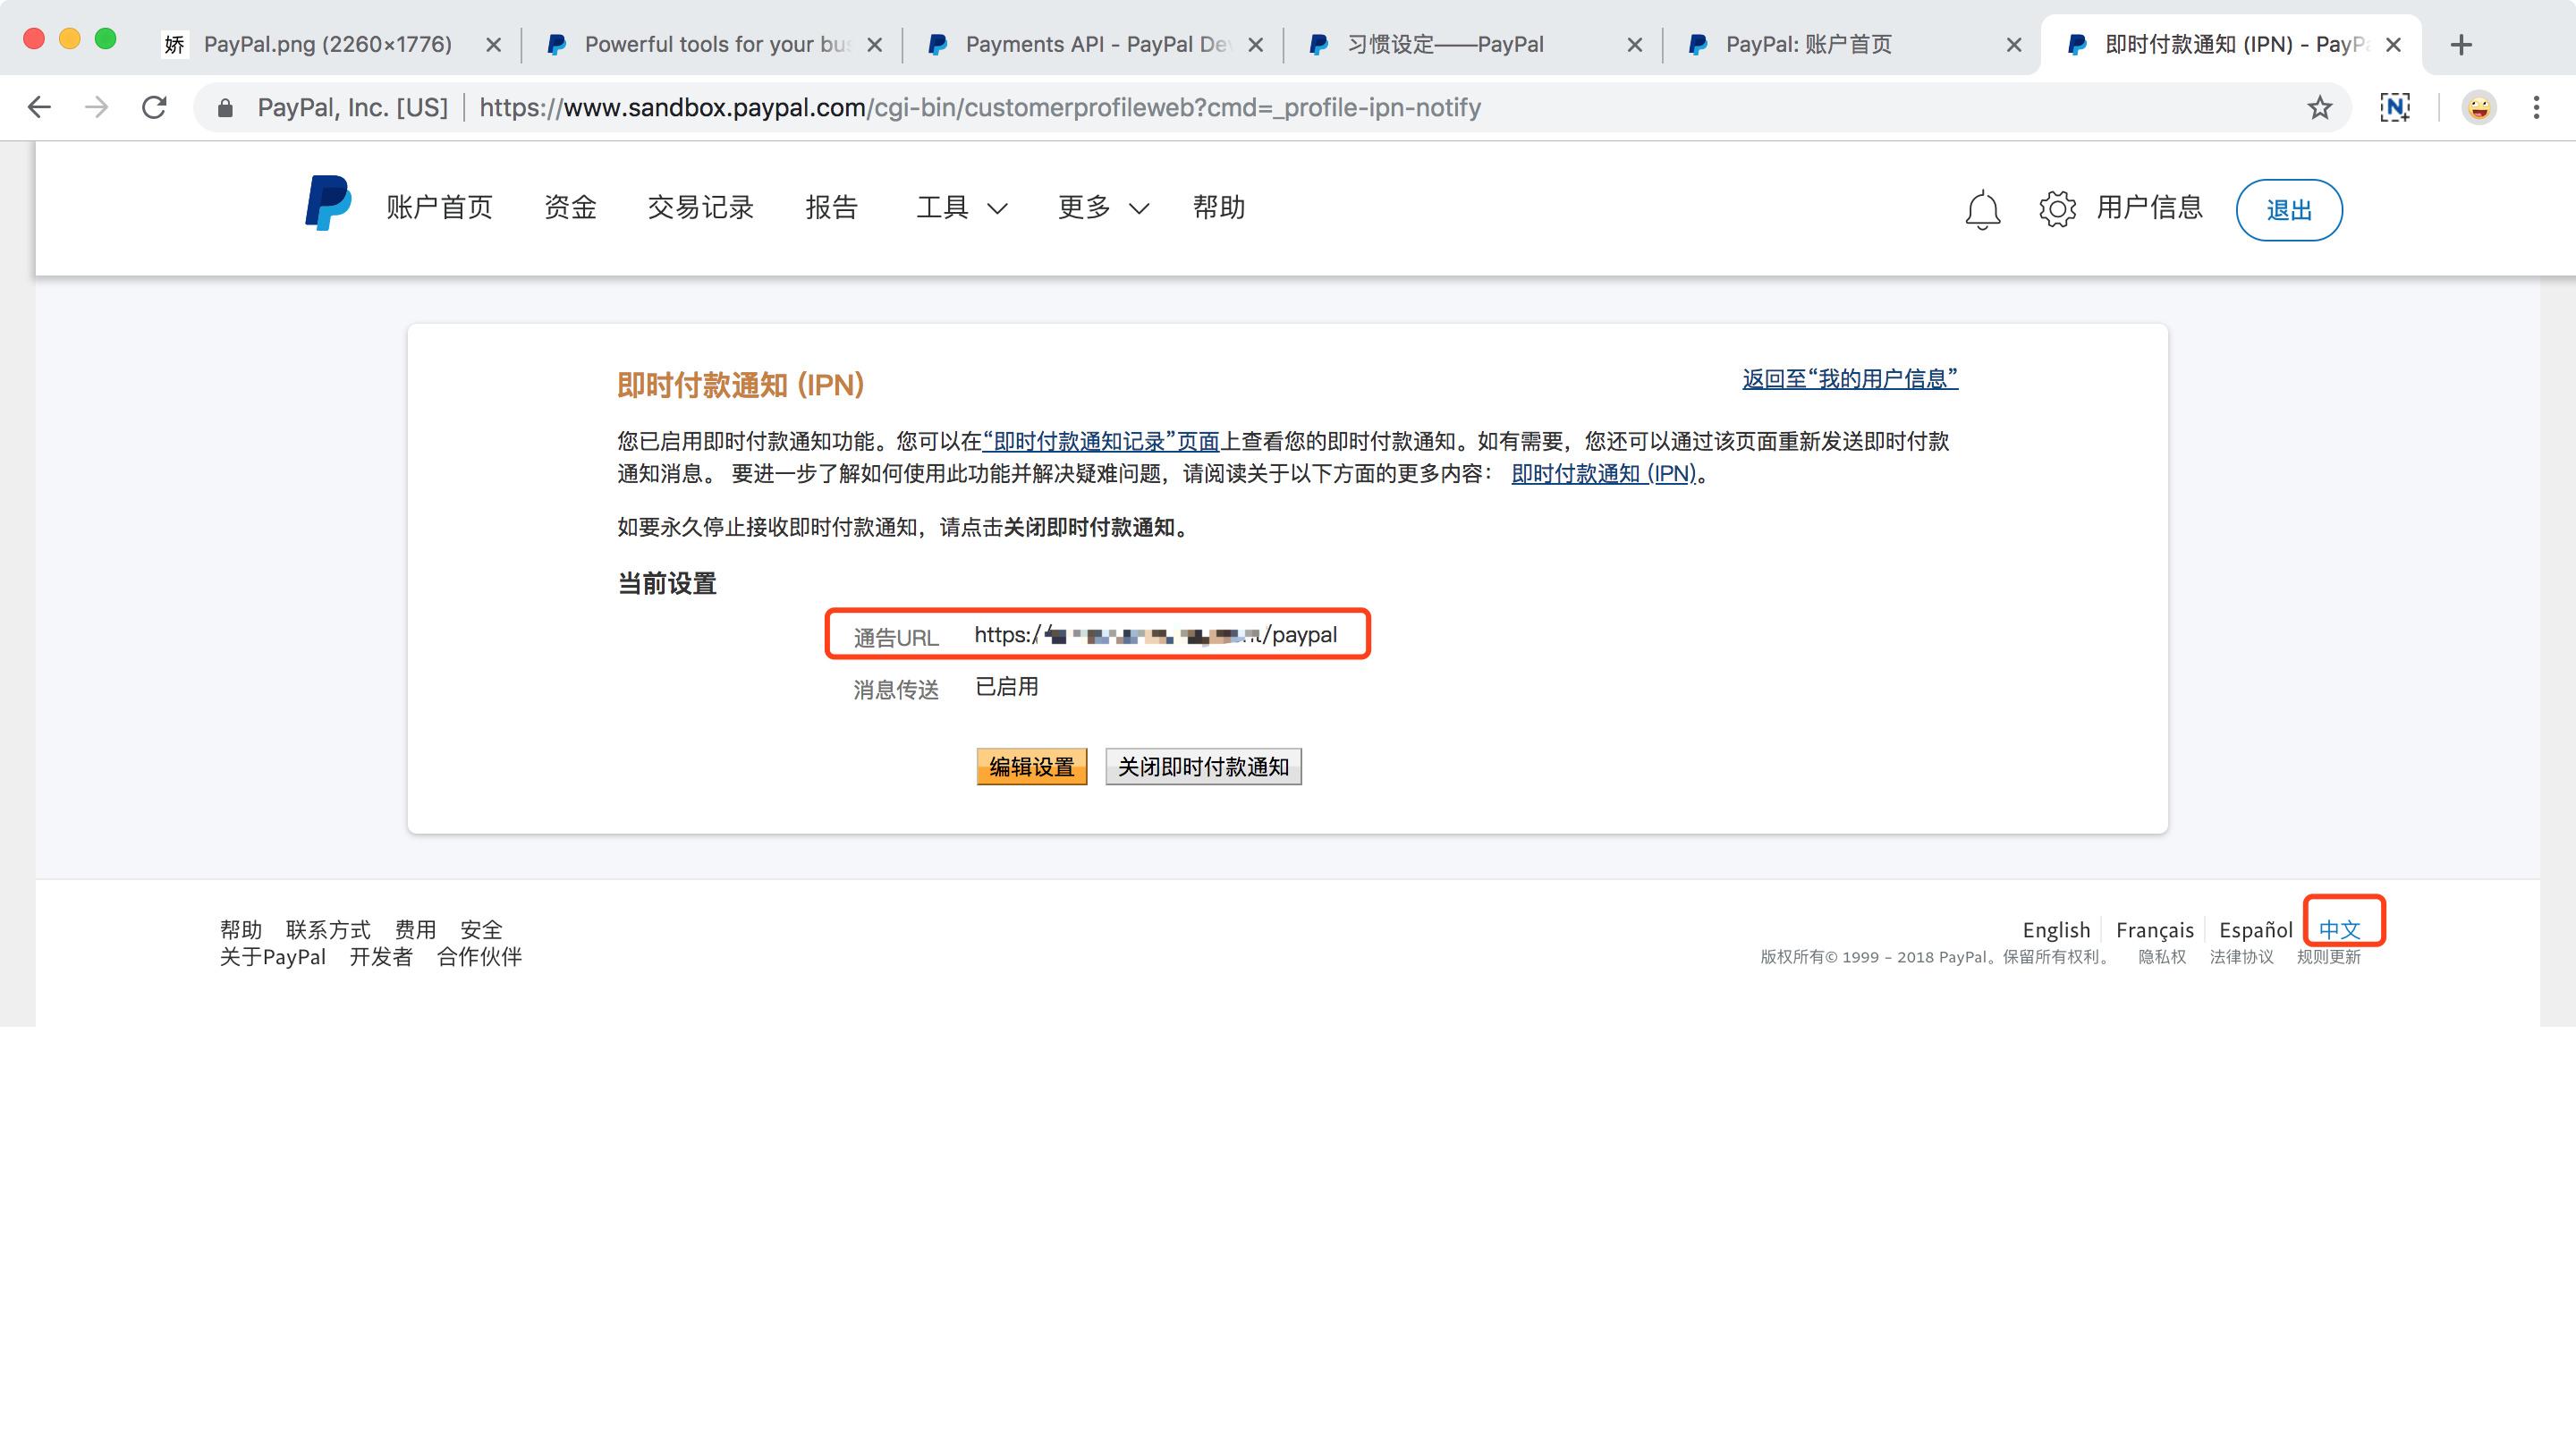 娇 PayPal.png (2260×1776)
Powerful tools for your bus
Payments API - PayPal Dev
习惯设定——PayPal
PayPal: 账户首页
即时付款通知 (IPN) - PayPa
PayPal, Inc. [US] https://www.sandbox.paypal.com/cgi-bin/customerprofileweb?cmd=_profile-ipn-notify
账户首页 资金 交易记录 报告 工具 更多 帮助 用户信息 退出
即时付款通知 (IPN) 返回至“我的用户信息”
您已启用即时付款通知功能。您可以在“即时付款通知记录”页面上查看您的即时付款通知。如有需要，您还可以通过该页面重新发送即时付款
通知消息。 要进一步了解如何使用此功能并解决疑难问题，请阅读关于以下方面的更多内容： 即时付款通知 (IPN)。
如要永久停止接收即时付款通知，请点击关闭即时付款通知。
当前设置
通告URL https:/ /paypal
消息传送 已启用
编辑设置 关闭即时付款通知
帮助 联系方式 费用 安全
关于PayPal 开发者 合作伙伴
English Français Español 中文
版权所有© 1999 – 2018 PayPal。保留所有权利。 隐私权 法律协议 规则更新